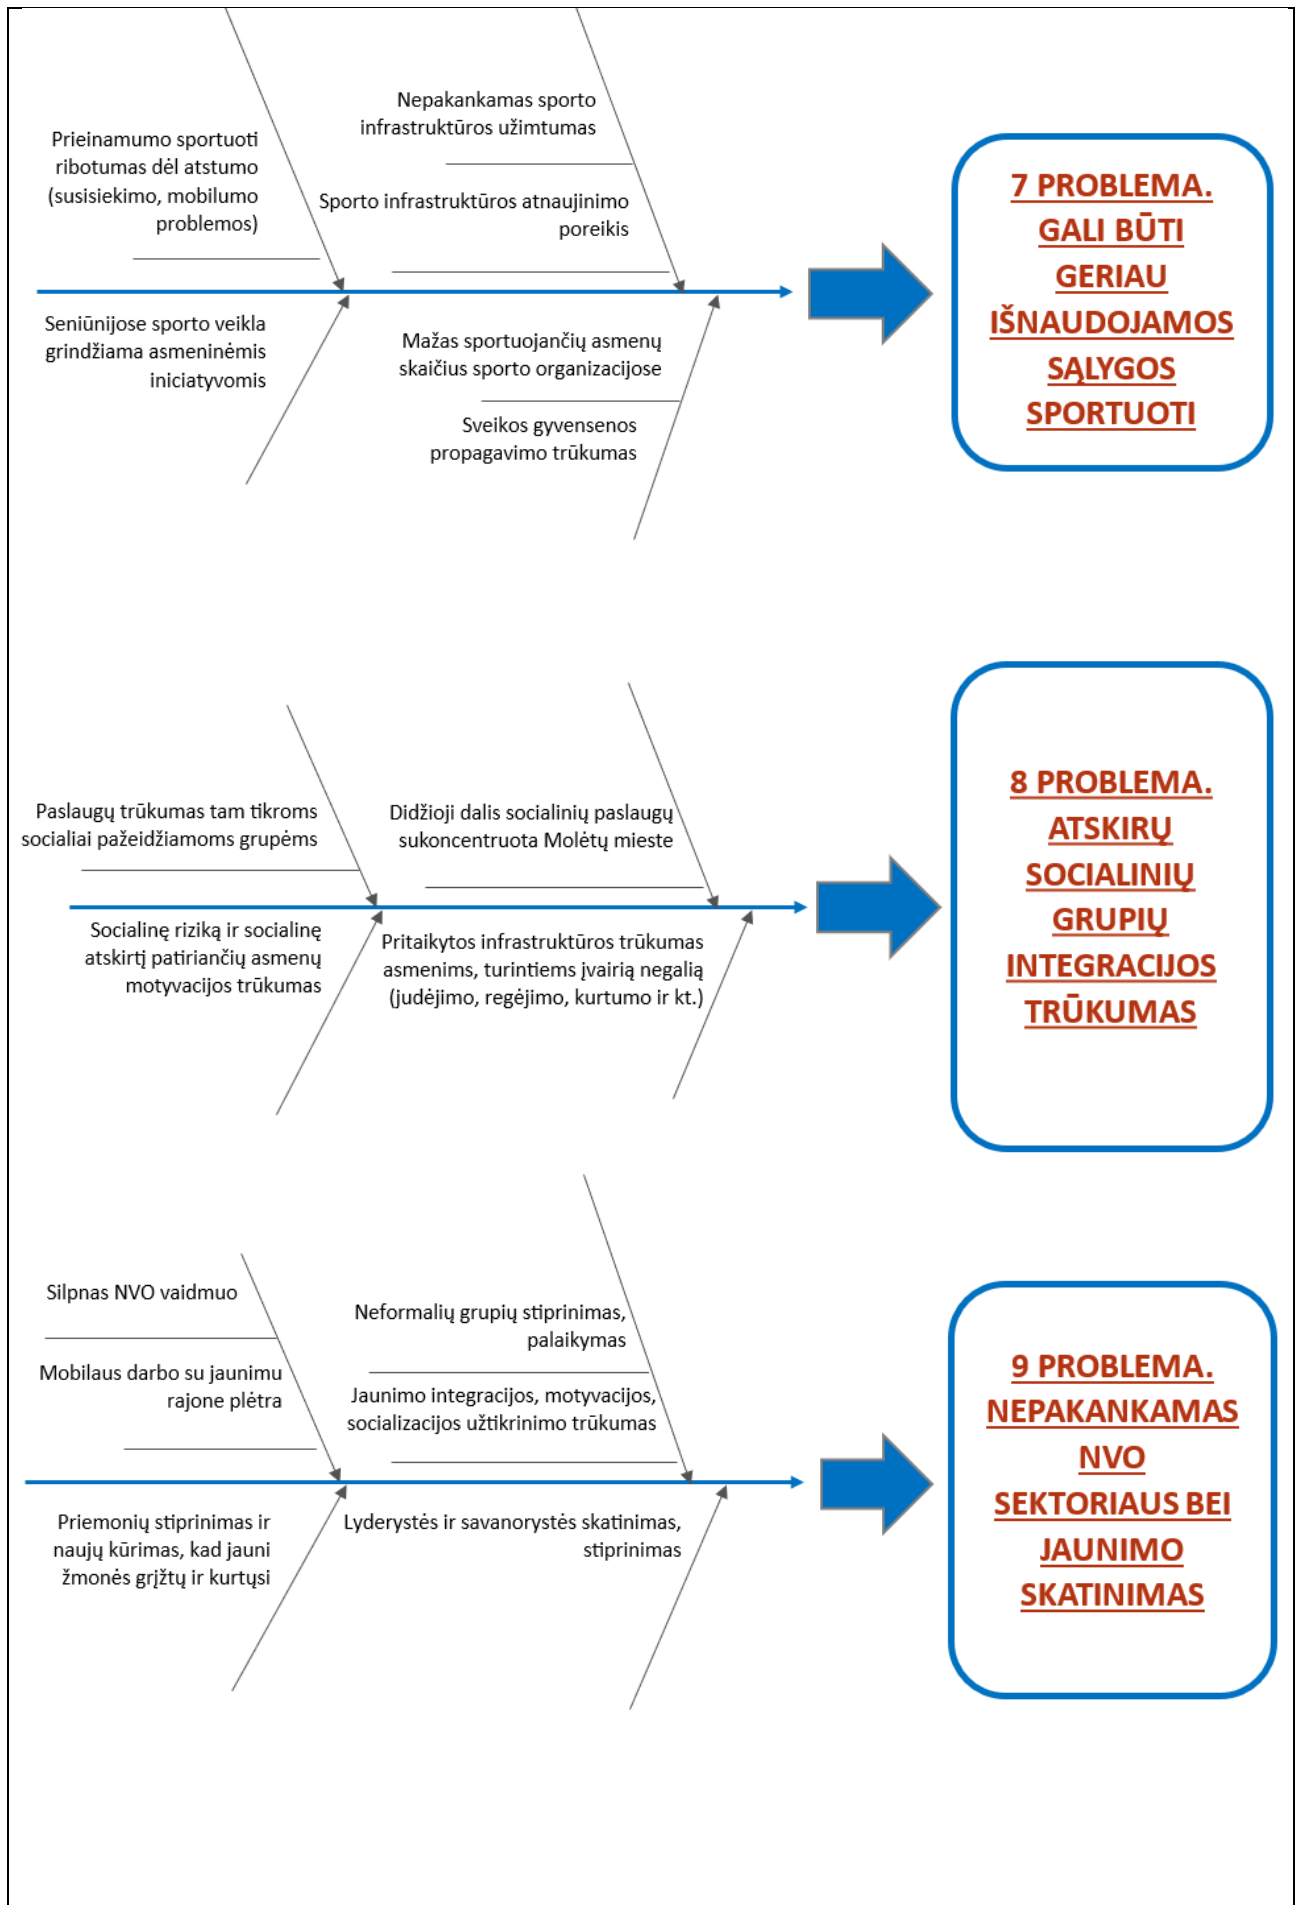 Prieinamumo sportuoti
ribotumas dėl atstumo
(susisiekimo, mobilumo
problemos)
Nepakankamas sporto
infrastruktūros užimtumas
Sporto infrastruktūros atnaujinimo
poreikis
Seniūnijose sporto veikla
grindžiama asmeninėmis
iniciatyvomis
Mažas sportuojančių asmenų
skaičius sporto organizacijose
Sveikos gyvensenos
propagavimo trūkumas
7 PROBLEMA.
GALI BŪTI
GERIAU
IŠNAUDOJAMOS
SĄLYGOS
SPORTUOTI
Paslaugų trūkumas tam tikroms
socialiai pažeidžiamoms grupėms
Didžioji dalis socialinių paslaugų
sukoncentruota Molėtų mieste
Socialinę riziką ir socialinę
atskirtį patiriančių asmenų
motyvacijos trūkumas
Pritaikytos infrastruktūros trūkumas
asmenims, turintiems įvairią negalią
(judėjimo, regėjimo, kurtumo ir kt.)
8 PROBLEMA.
ATSKIRŲ
SOCIALINIŲ
GRUPIŲ
INTEGRACIJOS
TRŪKUMAS
Silpnas NVO vaidmuo
Mobilaus darbo su jaunimu
rajone plėtra
Neformalių grupių stiprinimas,
palaikymas
Jaunimo integracijos, motyvacijos,
socializacijos užtikrinimo trūkumas
Priemonių stiprinimas ir
naujų kūrimas, kad jauni
žmonės grįžtų ir kurtųsi
Lyderystės ir savanorystės skatinimas,
stiprinimas
9 PROBLEMA.
NEPAKANKAMAS
NVO
SEKTORIAUS BEI
JAUNIMO
SKATINIMAS